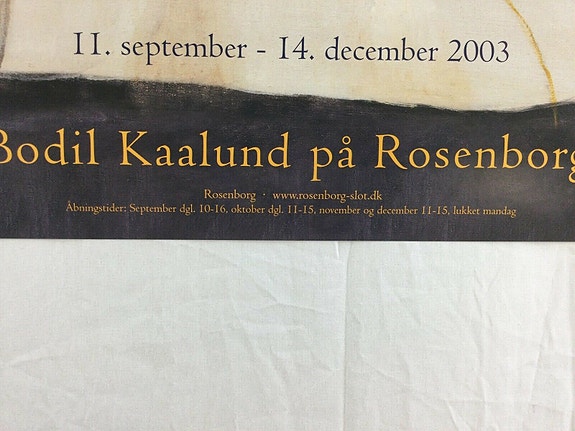 11. september - 14. december 2003
Bodil Kaalund på Rosenborg
Rosenborg · www.rosenborg-slot.dk
Åbningstider: September dgl. 10-16, oktober dgl. 11-15, november og december 11-15, lukket mandag